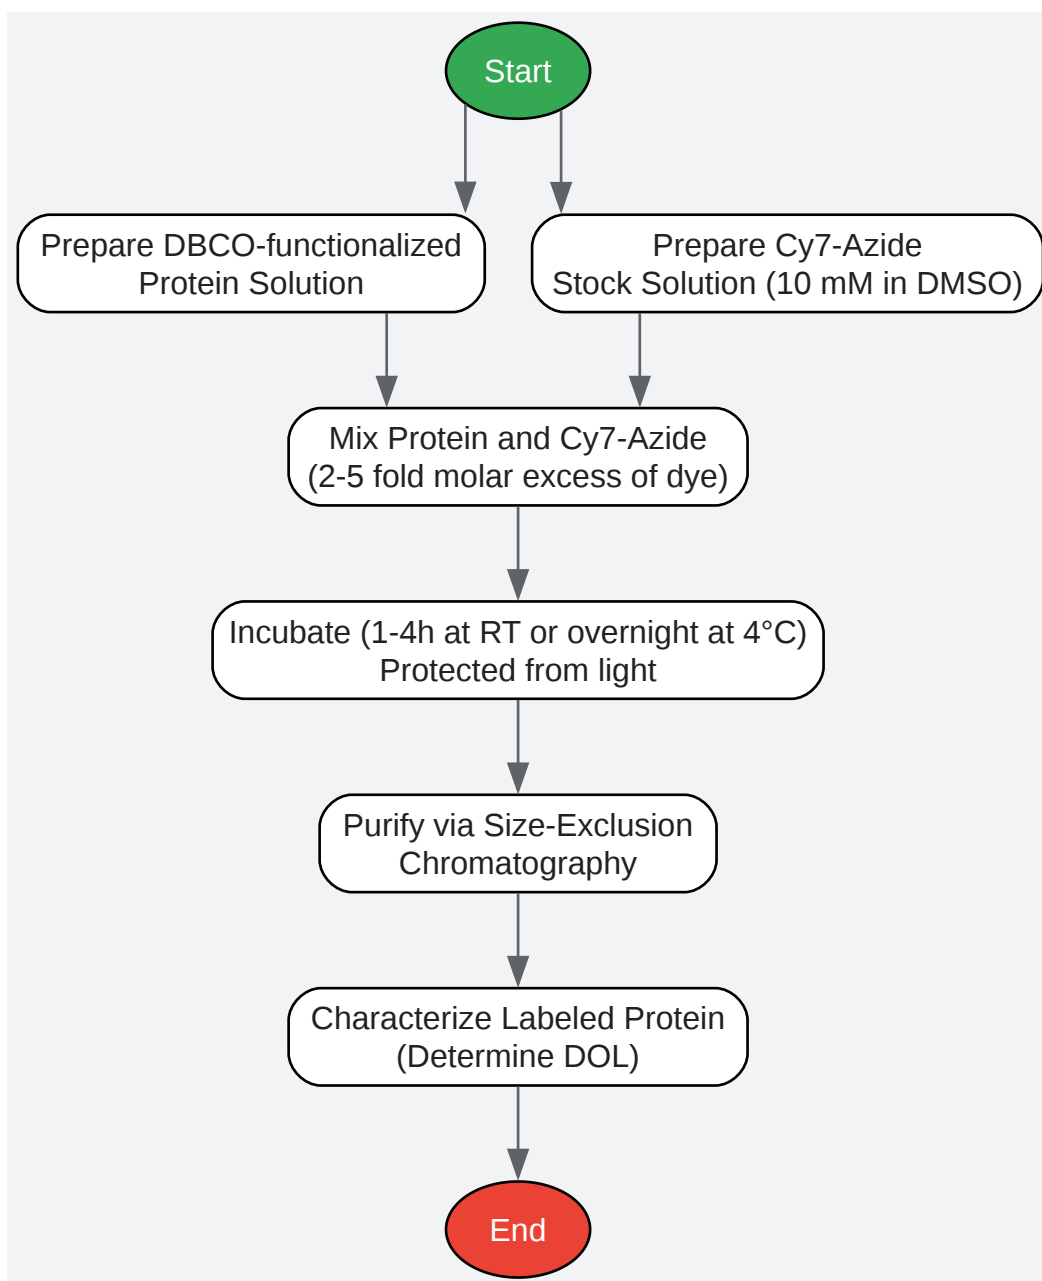 Start
Prepare DBCO-functionalized
Protein Solution
Prepare Cy7-Azide
Stock Solution (10 mM in DMSO)
Mix Protein and Cy7-Azide
(2-5 fold molar excess of dye)
Incubate (1-4h at RT or overnight at 4°C)
Protected from light
Purify via Size-Exclusion
Chromatography
Characterize Labeled Protein
(Determine DOL)
End